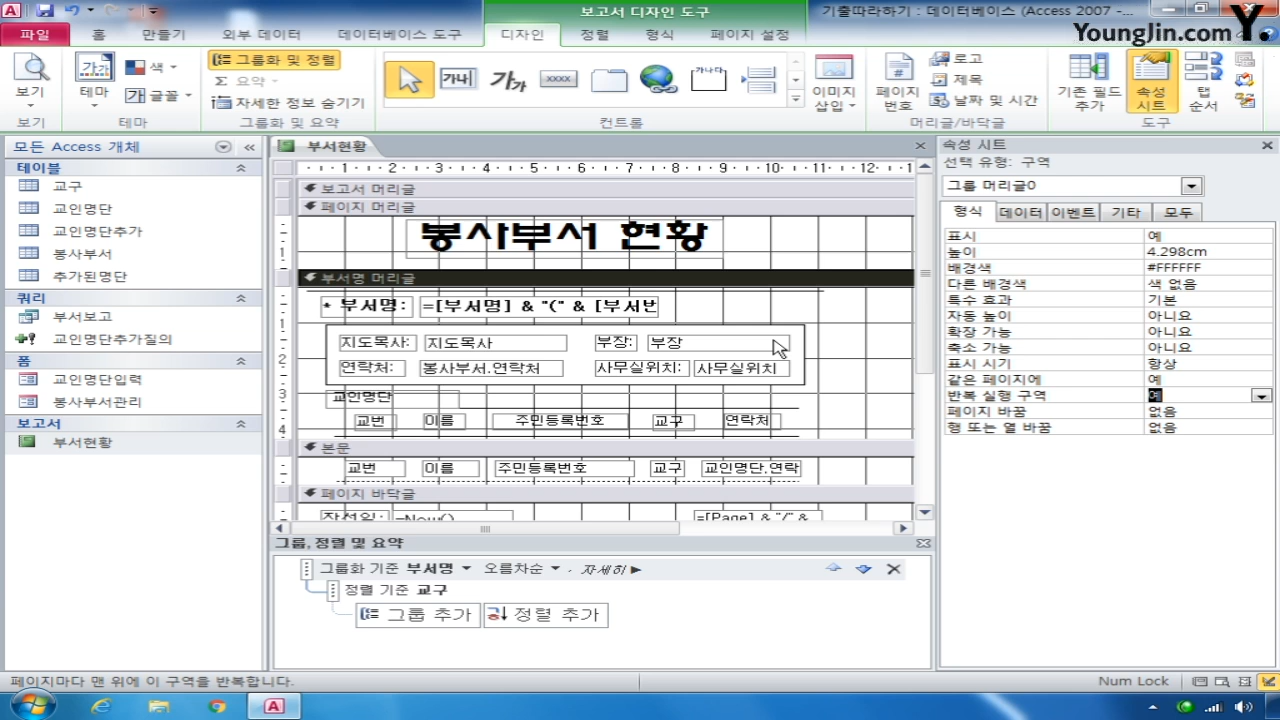 보고서 디자인 도구
기출따라하기 : 데이터베이스 (Access 2007 -...
YoungJin.com Y.
파일 홈 만들기 외부 데이터 데이터베이스 도구 디자인 정렬 형식 페이지 설정
보기
테마
가가
색
가 글꼴
그룹화 및 정렬
Σ 요약
자세한 정보 숨기기
가나
가가
xxxx
가나다
이미지 삽입
페이지 번호
로고
제목
날짜 및 시간
기존 필드 추가
속성 시트
탭 순서
보기 테마 그룹화 및 요약 컨트롤 머리글/바닥글 도구
모든 Access 개체
테이블
교구
교인명단
교인명단추가
봉사부서
추가된명단
쿼리
부서보고
교인명단추가질의
폼
교인명단입력
봉사부서관리
보고서
부서현황
부서현황
1 2 3 4 5 6 7 8 9 10 11 12 1
보고서 머리글
페이지 머리글
봉사부서 현황
1
부서명 머리글
* 부서명: =[부서명] & "(" & [부서번
1
지도목사: 지도목사 부장: 부장
2
연락처: 봉사부서.연락처 사무실위치: 사무실위치
3
교인명단
교번 이름 주민등록번호 교구 연락처
4
본문
교번 이름 주민등록번호 교구 교인명단.연락
페이지 바닥글
작성일: =Now() =[Page] & "/" &
그룹, 정렬 및 요약
그룹화 기준 부서명 오름차순 , 자세히
정렬 기준 교구
그룹 추가 정렬 추가
속성 시트
선택 유형: 구역
그룹 머리글0
형식 데이터 이벤트 기타 모두
표시 예
높이 4.298cm
배경색 #FFFFFF
다른 배경색 색 없음
특수 효과 기본
자동 높이 아니요
확장 가능 아니요
축소 가능 아니요
표시 시기 항상
같은 페이지에 예
반복 실행 구역 예
페이지 바꿈 없음
행 또는 열 바꿈 없음
페이지마다 맨 위에 이 구역을 반복합니다.
Num Lock